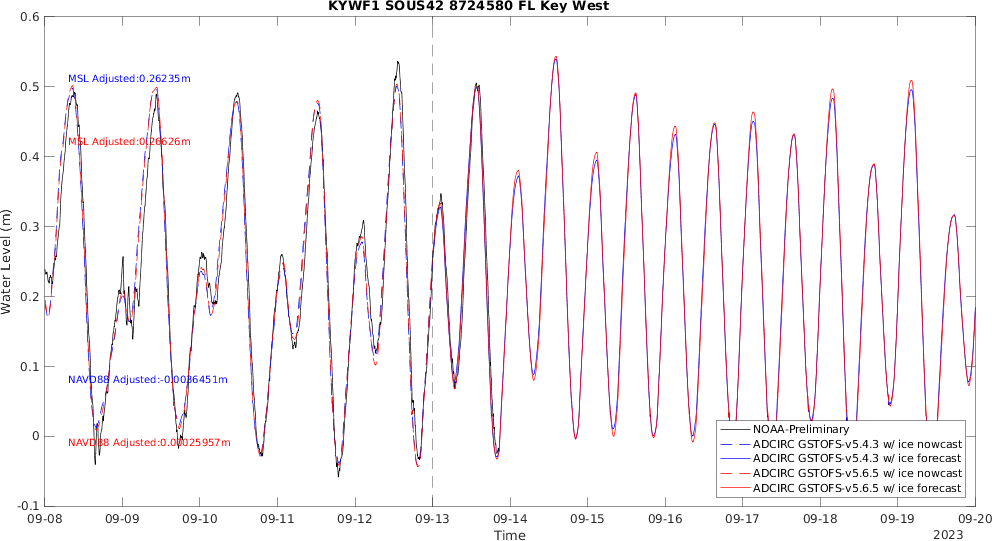 KYWF1 SOUS42 8724580 FL Key West
0.6
0.5
0.4
0.3
0.2
0.1
0
-0.1
Water Level (m)
MSL Adjusted:0.26235m
MSL Adjusted:0.26626m
NAVD88 Adjusted:-0.0036451m
NAVD88 Adjusted:0.00025957m
NOAA-Preliminary
ADCIRC GSTOFS-v5.4.3 w/ ice nowcast
ADCIRC GSTOFS-v5.4.3 w/ ice forecast
ADCIRC GSTOFS-v5.6.5 w/ ice nowcast
ADCIRC GSTOFS-v5.6.5 w/ ice forecast
09-08 09-09 09-10 09-11 09-12 09-13 09-14 09-15 09-16 09-17 09-18 09-19 09-20
Time
2023